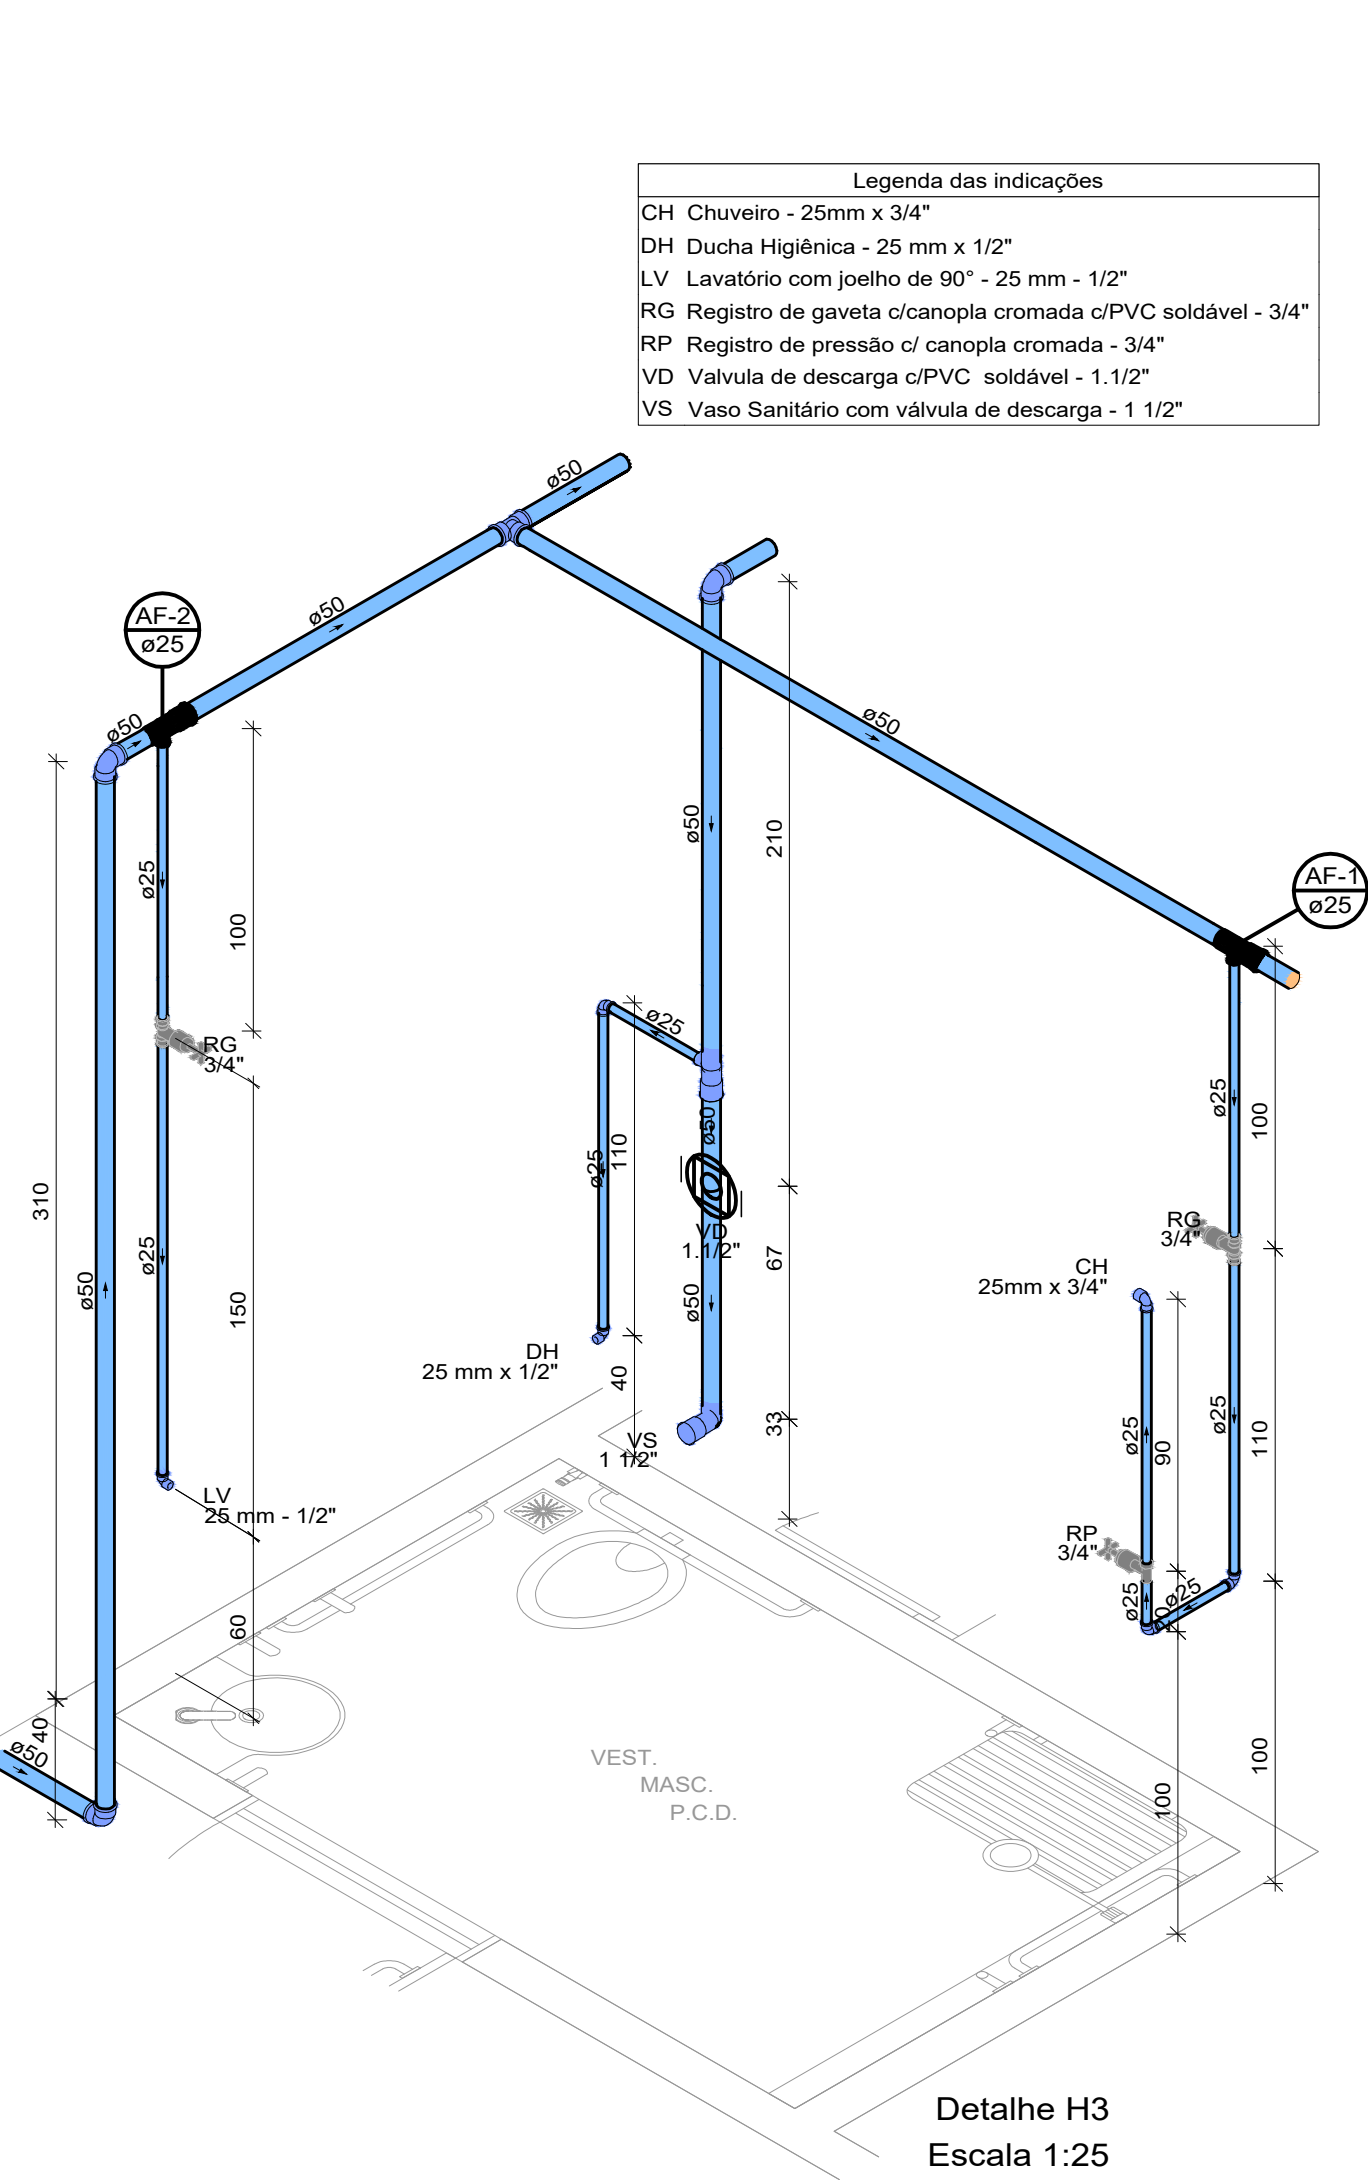 Legenda das indicações
CH Chuveiro - 25mm x 3/4"
DH Ducha Higiênica - 25 mm x 1/2"
LV Lavatório com joelho de 90° - 25 mm - 1/2"
RG Registro de gaveta c/canopla cromada c/PVC soldável - 3/4"
RP Registro de pressão c/ canopla cromada - 3/4"
VD Valvula de descarga c/PVC soldável - 1.1/2"
VS Vaso Sanitário com válvula de descarga - 1 1/2"
ø50
ø50
AF-2
ø25
ø50
ø50
ø50
210
ø25
100
AF-1
ø25
ø25
RG
3/4"
ø25
100
ø50
110
ø25
310
RG
3/4"
VD
1.1/2"
67
ø25
ø50
150
CH
25mm x 3/4"
ø50
DH
25 mm x 1/2"
40
33
ø25
90
ø25
110
VS
1 1/2"
LV
25 mm - 1/2"
RP
3/4"
ø25
ø25
60
40
ø50
VEST.
MASC.
P.C.D.
100
100
Detalhe H3
Escala 1:25